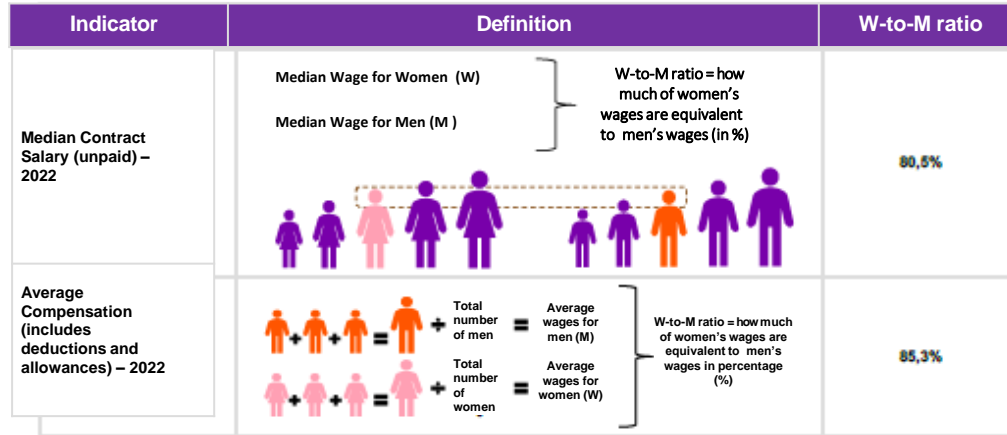 Indicator
Definition
W-to-M ratio
Median Contract
Salary (unpaid) –
2022
Median Wage for Women (W)
Median Wage for Men (M )
W-to-M ratio = how
much of women’s
wages are equivalent
to men’s wages (in %)
80,5%
Average
Compensation
(includes
deductions and
allowances) – 2022
+ + = ÷
Total
number
of men
=
Average
wages for
men (M)
+ + = ÷
Total
number
of
women
=
Average
wages for
women (W)
W-to-M ratio = how much
of women’s wages are
equivalent to men’s
wages in percentage
(%)
85,3%